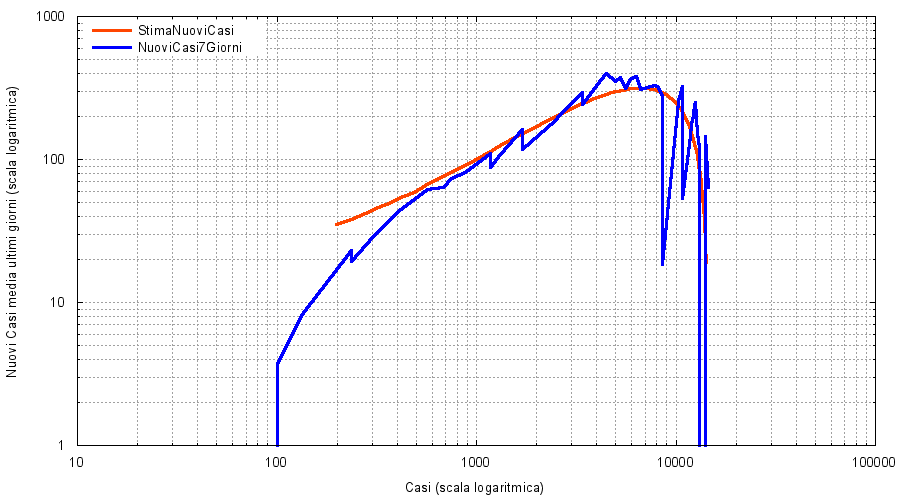 1000
StimaNuoviCasi
NuoviCasi7Giorni
100
10
1
Nuovi Casi media ultimi giorni (scala logaritmica)
10
100
1000
10000
100000
Casi (scala logaritmica)